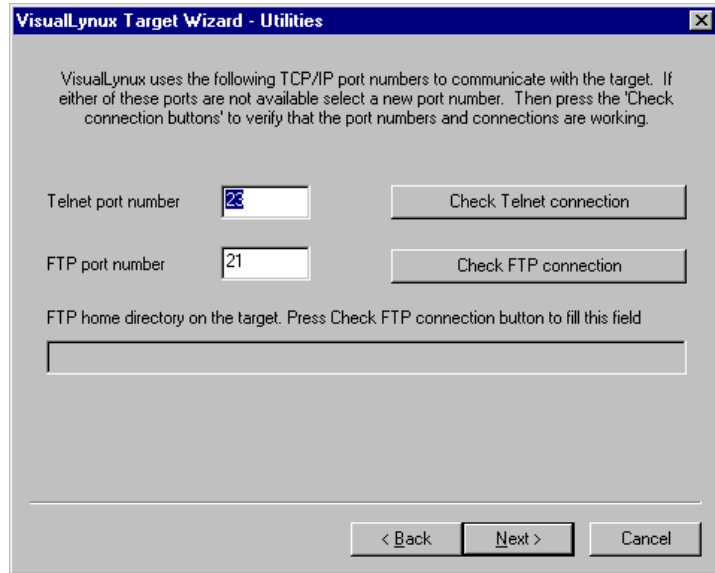 VisualLynux Target Wizard - Utilities
VisualLynux uses the following TCP/IP port numbers to communicate with the target. If
either of these ports are not available select a new port number. Then press the 'Check
connection buttons' to verify that the port numbers and connections are working.
Telnet port number 23 Check Telnet connection
FTP port number 21 Check FTP connection
FTP home directory on the target. Press Check FTP connection button to fill this field
< Back Next > Cancel